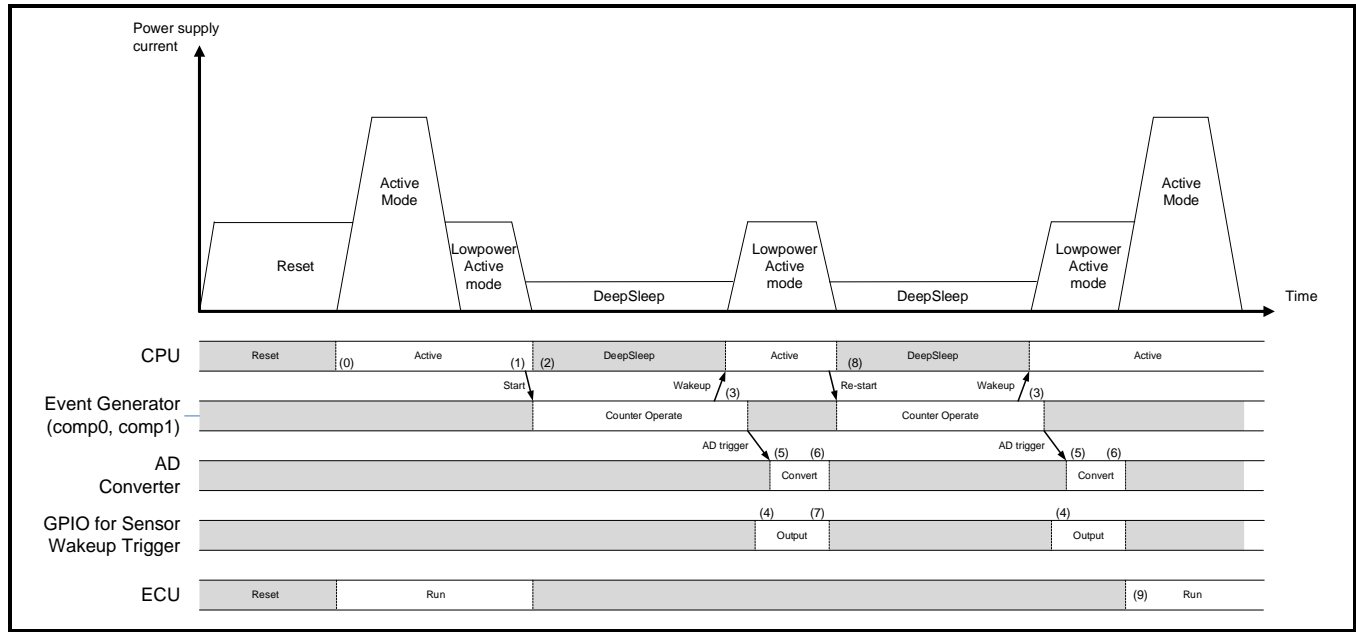 Power supply
current
Active
Mode
Active
Mode
Reset
Lowpower
Active
mode
DeepSleep
Lowpower
Active
mode
DeepSleep
Lowpower
Active
mode
Time
CPU
Reset
(0)
Active
(1)
(2)
DeepSleep
Active
(8)
DeepSleep
Active
Start
Wakeup
(3)
Re-start
Wakeup
(3)
Event Generator
(comp0, comp1)
Counter Operate
Counter Operate
AD trigger
AD trigger
AD
Converter
(5)
(6)
Convert
(5)
(6)
Convert
GPIO for Sensor
Wakeup Trigger
(4)
(7)
Output
(4)
Output
ECU
Reset
Run
(9)
Run